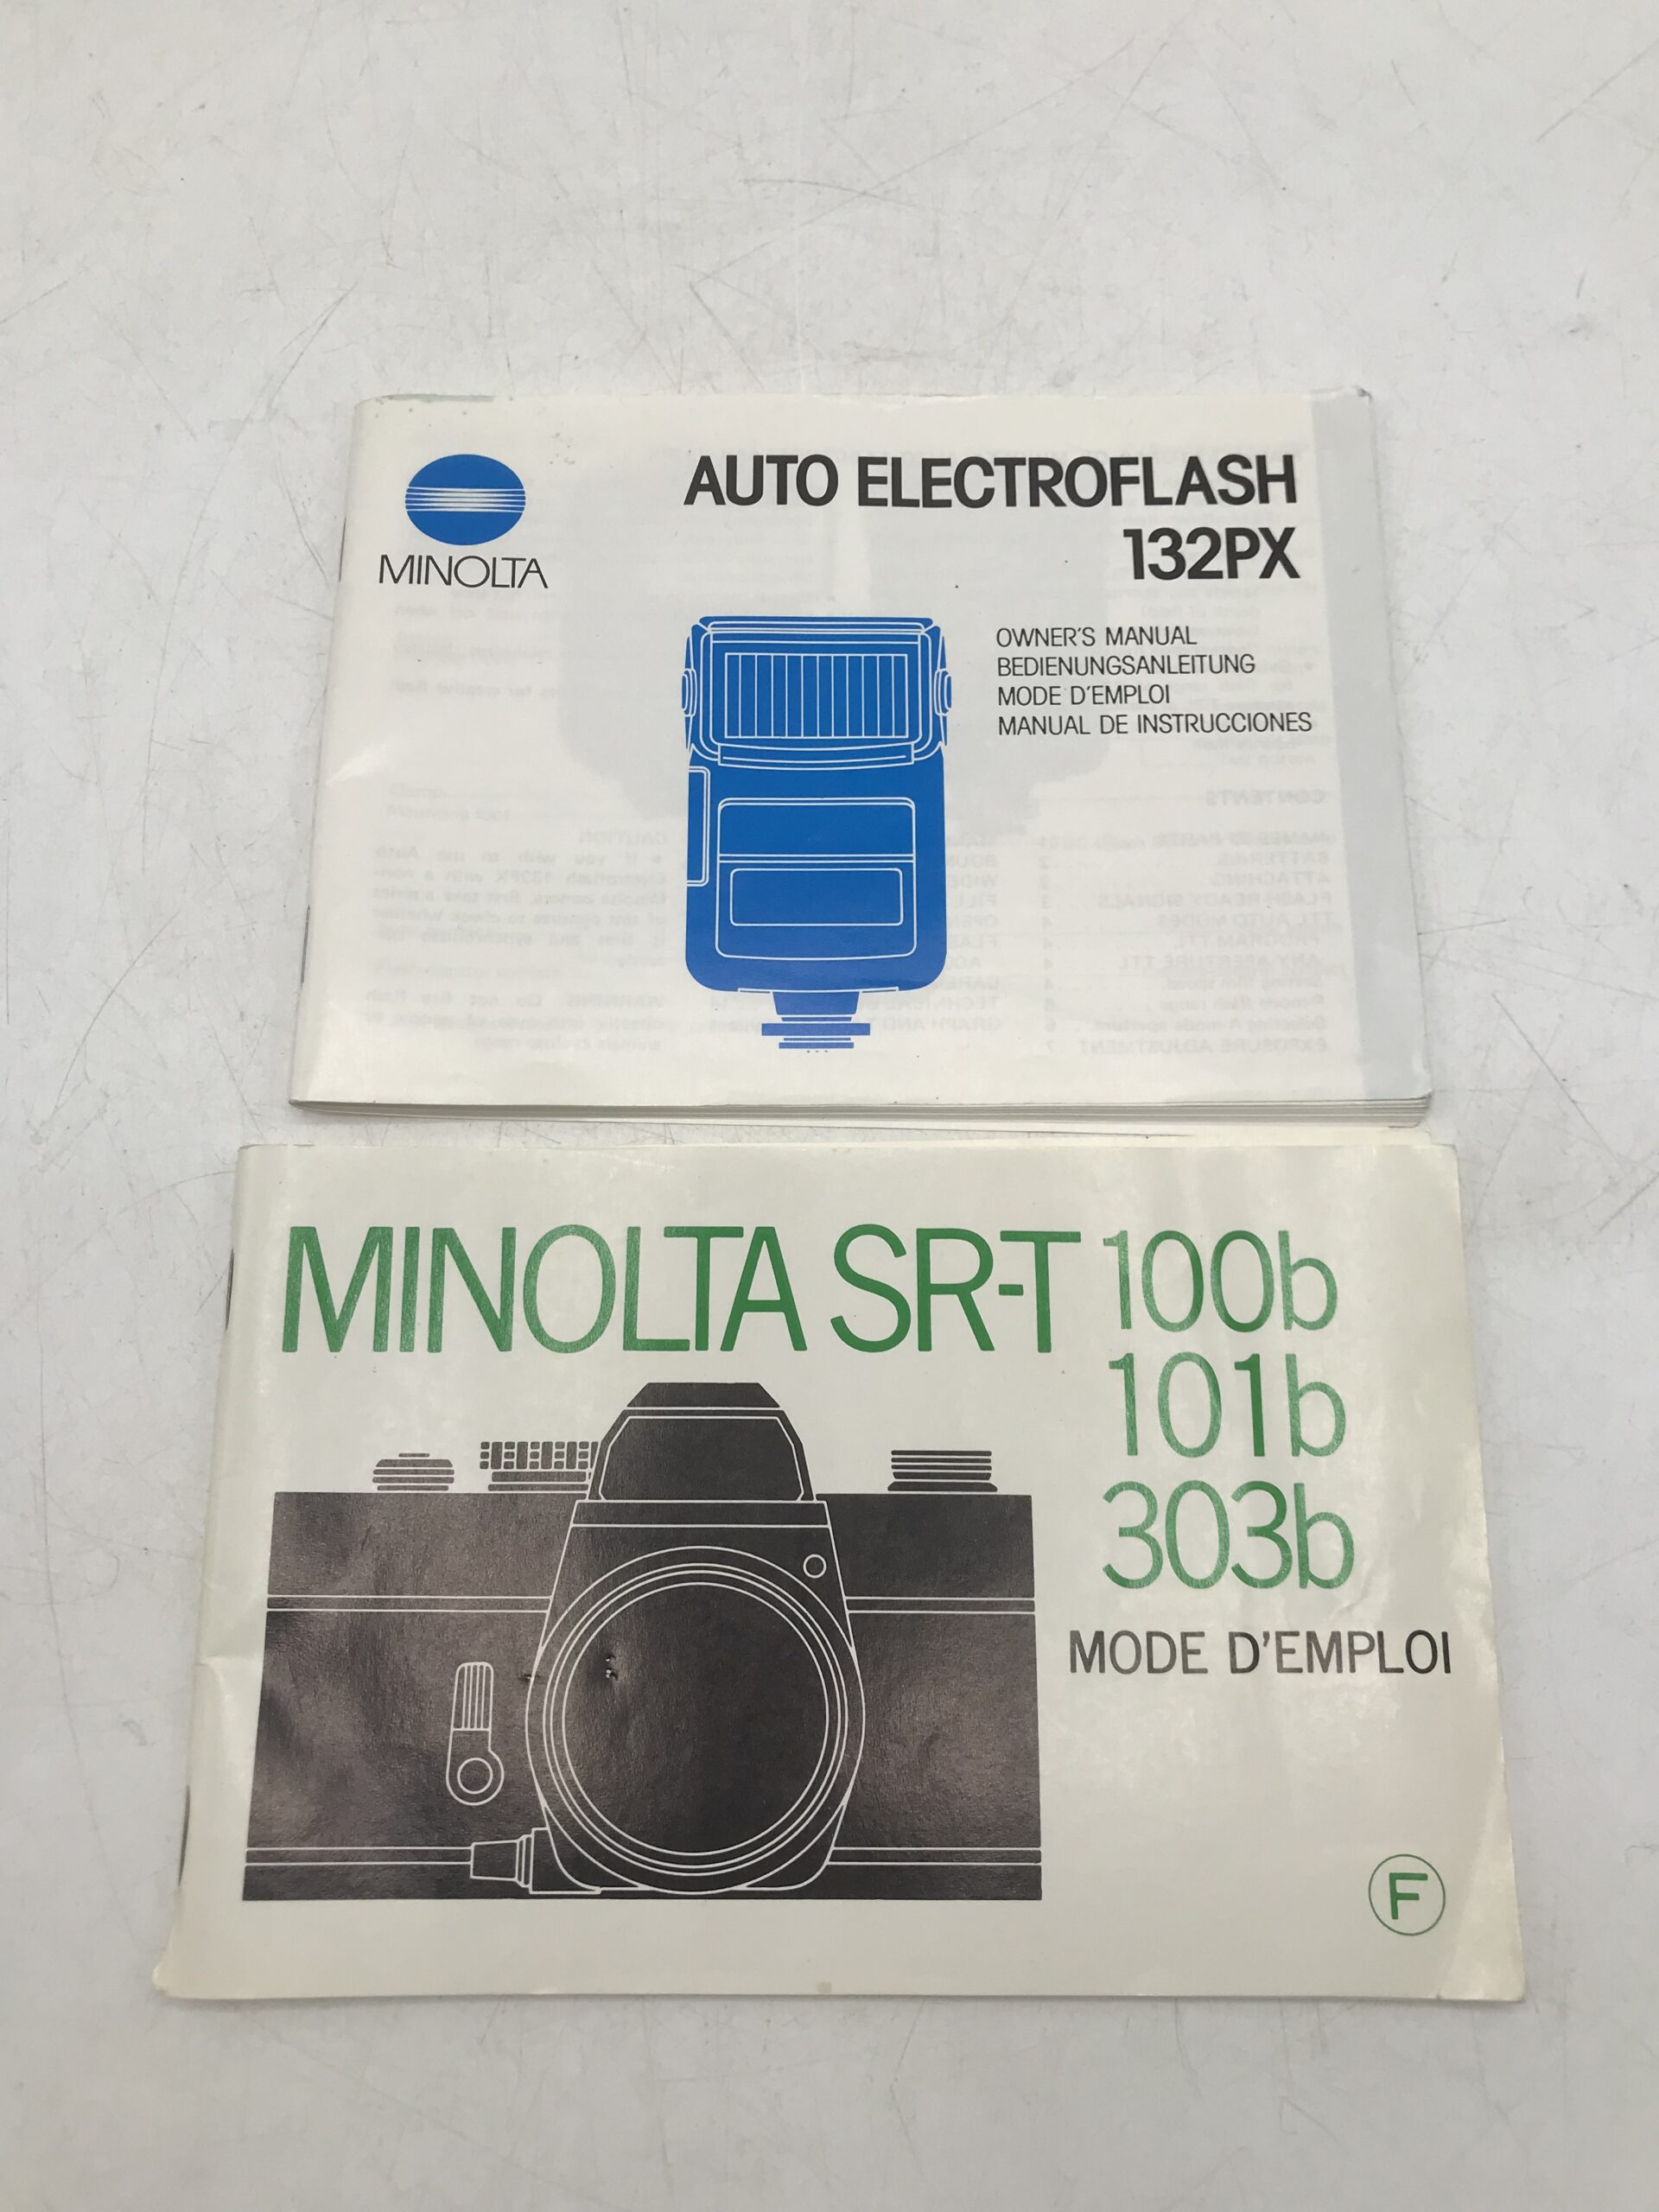 MINOLTA
AUTO ELECTROFLASH
132PX
OWNER'S MANUAL
BEDIENUNGSANLEITUNG
MODE D'EMPLOI
MANUAL DE INSTRUCCIONES
MINOLTA SR-T 100b
101b
303b
MODE D'EMPLOI
F